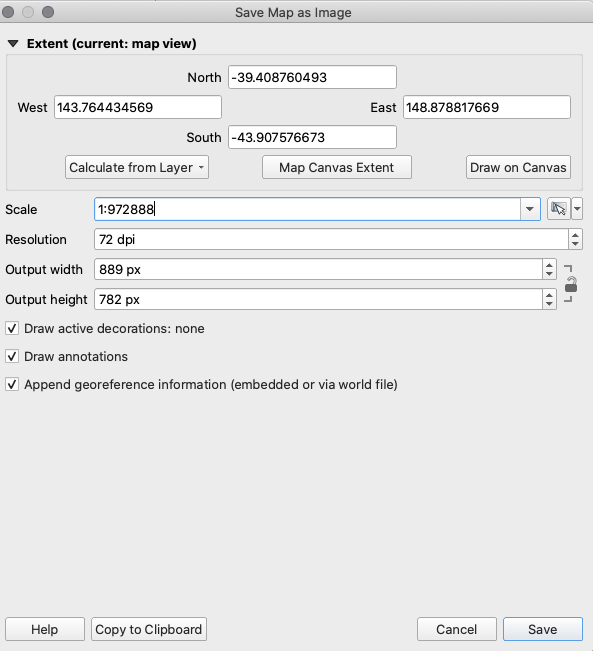 Save Map as Image
Extent (current: map view)
North -39.408760493
West 143.764434569 East 148.878817669
South -43.907576673
Calculate from Layer Map Canvas Extent Draw on Canvas
Scale 1:972888
Resolution 72 dpi
Output width 889 px
Output height 782 px
Draw active decorations: none
Draw annotations
Append georeference information (embedded or via world file)
Help Copy to Clipboard Cancel Save